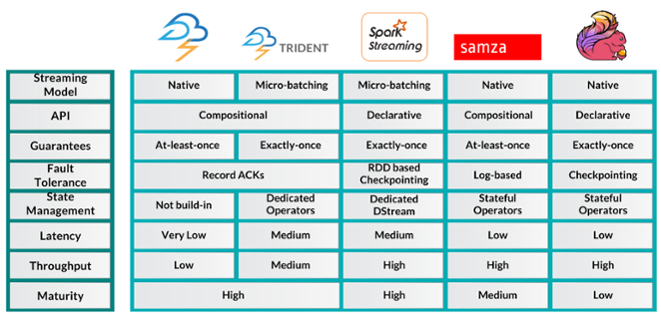 TRIDENT
Spark
Streaming
samza
Streaming
Model
Native
Micro-batching
Micro-batching
Native
Native
API
Compositional
Declarative
Compositional
Declarative
Guarantees
At-least-once
Exactly-once
Exactly-once
At-least-once
Exactly-once
Fault
Tolerance
Record ACKs
RDD based
Checkpointing
Log-based
Checkpointing
State
Management
Not build-in
Dedicated
Operators
Dedicated
DStream
Stateful
Operators
Stateful
Operators
Latency
Very Low
Medium
Medium
Low
Low
Throughput
Low
Medium
High
High
High
Maturity
High
High
Medium
Low